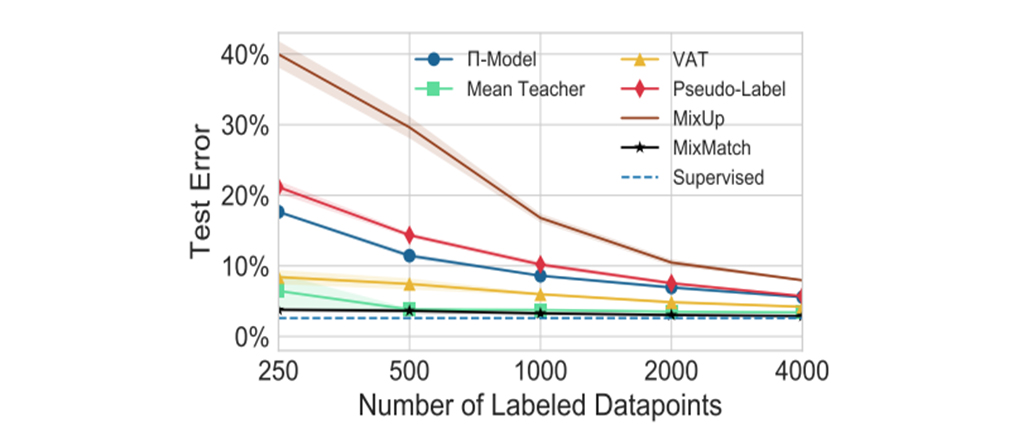 40%
30%
20%
10%
0%
Test Error
Π-Model
Mean Teacher
VAT
Pseudo-Label
MixUp
MixMatch
Supervised
250 500 1000 2000 4000
Number of Labeled Datapoints